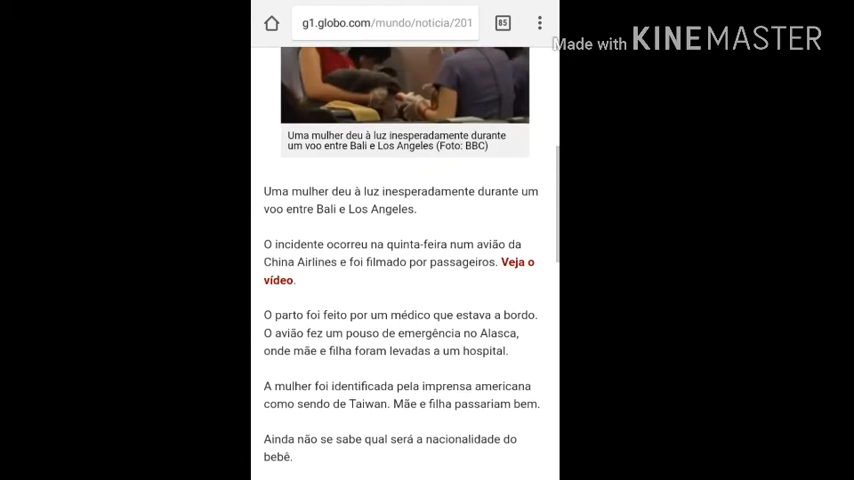 g1.globo.com/mundo/noticia/201
85
Made with KINEMASTER
Uma mulher deu à luz inesperadamente durante
um voo entre Bali e Los Angeles (Foto: BBC)
Uma mulher deu à luz inesperadamente durante um
voo entre Bali e Los Angeles.
O incidente ocorreu na quinta-feira num avião da
China Airlines e foi filmado por passageiros. Veja o
vídeo.
O parto foi feito por um médico que estava a bordo.
O avião fez um pouso de emergência no Alasca,
onde mãe e filha foram levadas a um hospital.
A mulher foi identificada pela imprensa americana
como sendo de Taiwan. Mãe e filha passariam bem.
Ainda não se sabe qual será a nacionalidade do
bebê.